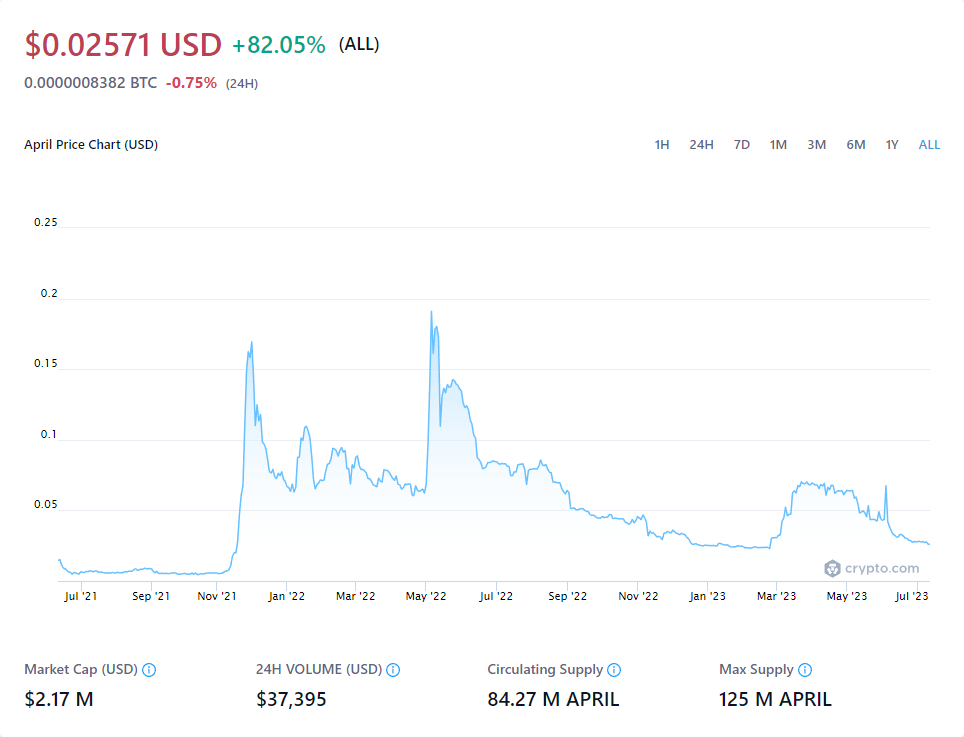 $0.02571 USD +82.05% (ALL)
0.0000008382 BTC -0.75% (24H)
April Price Chart (USD) 1H 24H 7D 1M 3M 6M 1Y ALL
0.25
0.2
0.15
0.1
0.05
crypto.com
Jul '21 Sep '21 Nov '21 Jan '22 Mar '22 May '22 Jul '22 Sep '22 Nov '22 Jan '23 Mar '23 May '23 Jul '23
Market Cap (USD) 24H VOLUME (USD) Circulating Supply Max Supply
$2.17 M $37,395 84.27 M APRIL 125 M APRIL